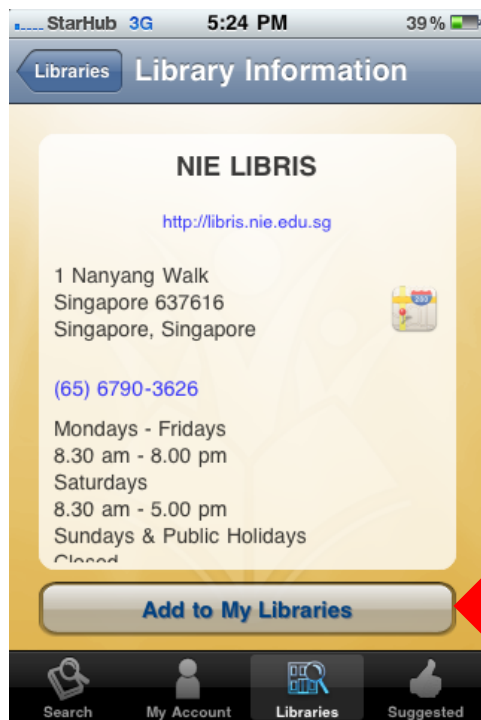 StarHub 3G 5:24 PM 39%
Libraries Library Information
NIE LIBRIS
http://libris.nie.edu.sg
1 Nanyang Walk
Singapore 637616
Singapore, Singapore
(65) 6790-3626
Mondays - Fridays
8.30 am - 8.00 pm
Saturdays
8.30 am - 5.00 pm
Sundays & Public Holidays
Closed
Add to My Libraries
Search My Account Libraries Suggested